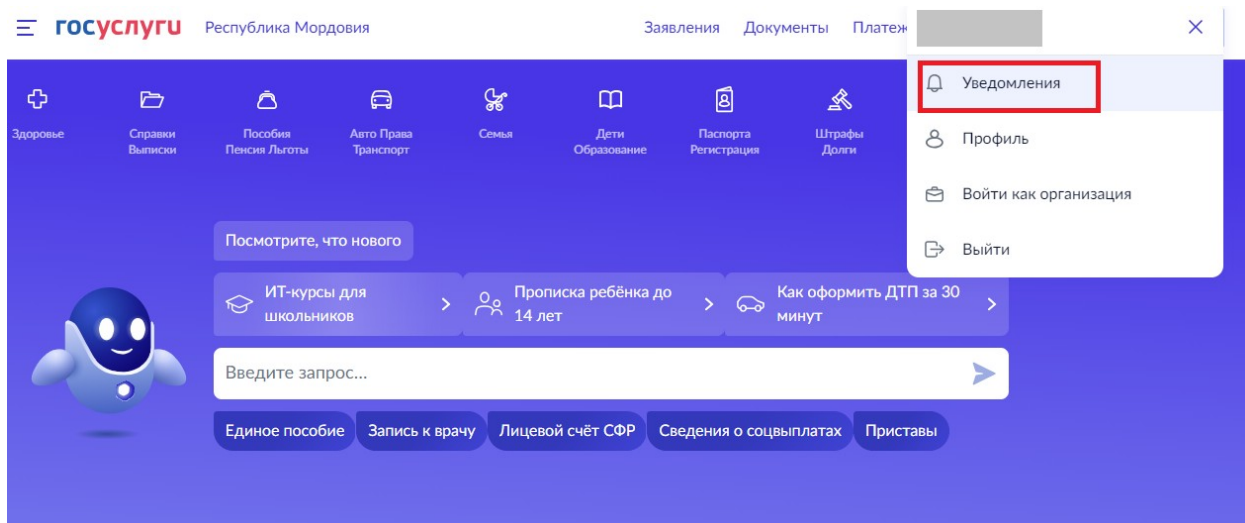 госуслуги
Республика Мордовия
Заявления
Документы
Платеж
Уведомления
Профиль
Войти как организация
Выйти
Здоровье
Справки
Выписки
Пособия
Пенсия Льготы
Авто Права
Транспорт
Семья
Дети
Образование
Паспорта
Регистрация
Штрафы
Долги
Посмотрите, что нового
ИТ-курсы для
школьников
Прописка ребёнка до
14 лет
Как оформить ДТП за 30
минут
Введите запрос...
Единое пособие
Запись к врачу
Лицевой счёт СФР
Сведения о соцвыплатах
Приставы